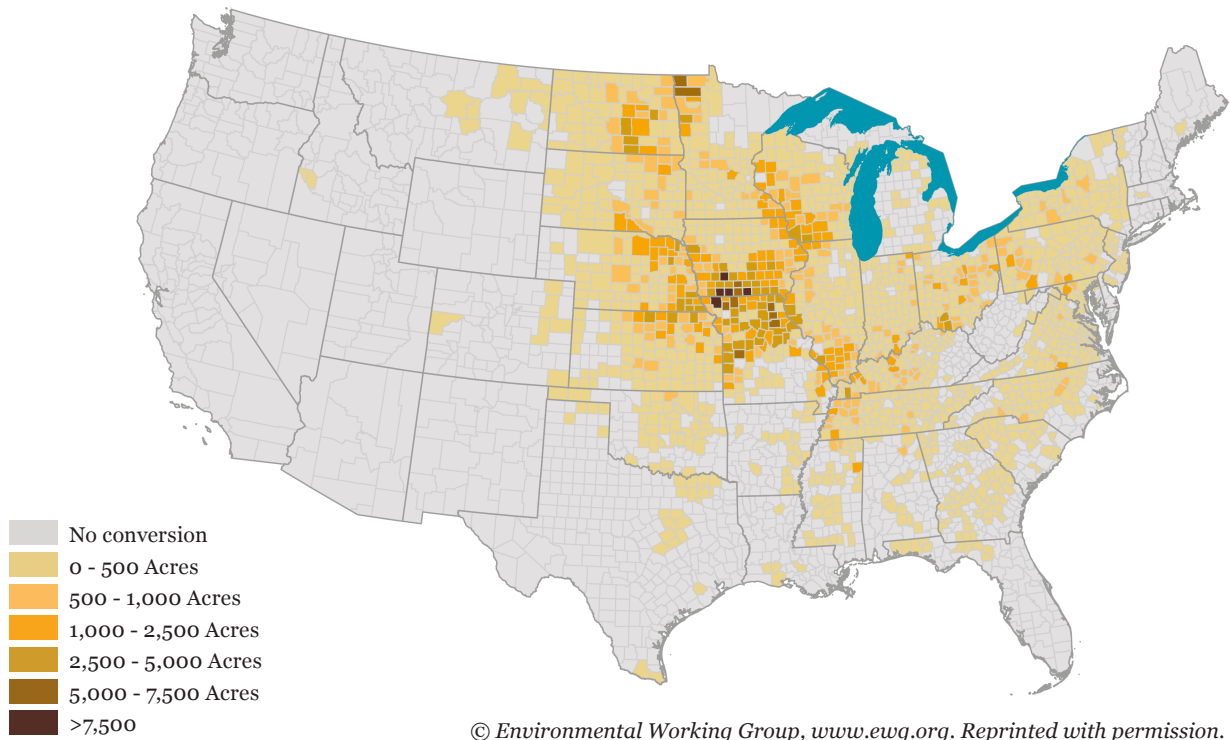 No conversion
0 - 500 Acres
500 - 1,000 Acres
1,000 - 2,500 Acres
2,500 - 5,000 Acres
5,000 - 7,500 Acres
>7,500
© Environmental Working Group, www.ewg.org. Reprinted with permission.